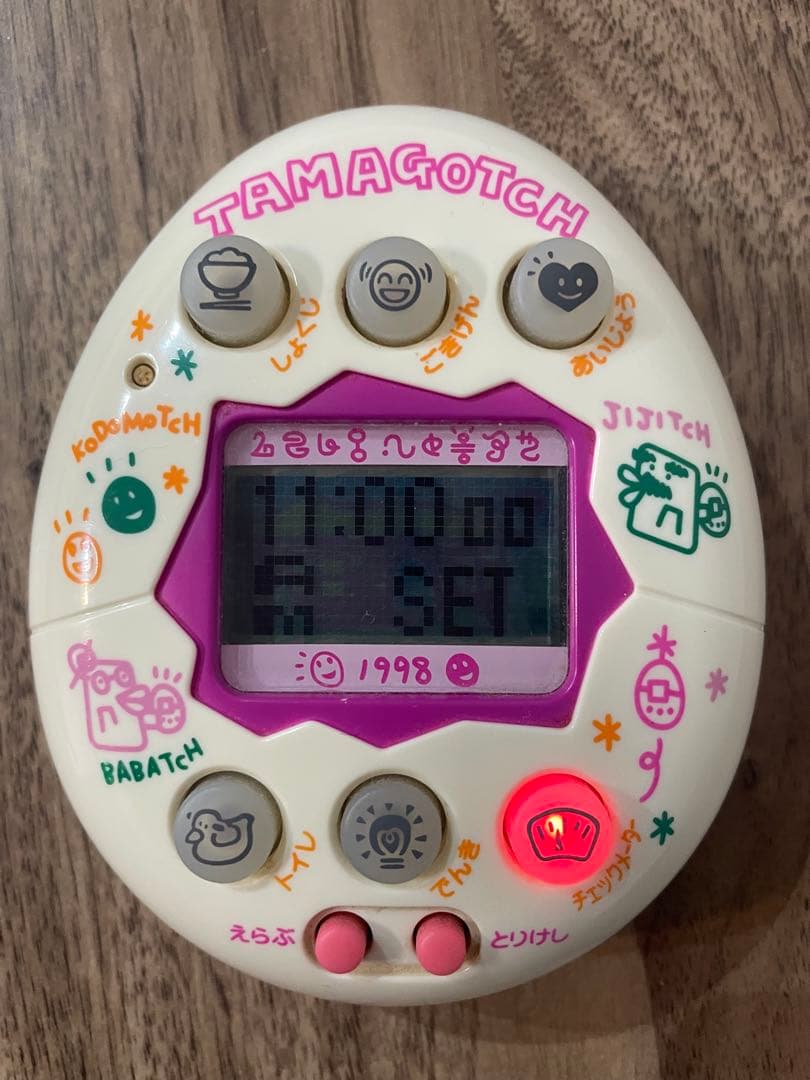 TAMAGOTCH
しょくじ
ごきげん
あいじょう
KODOMOTCH
JIJITCH
11:00 00
AM SET
1998
BABATCH
トイレ
でんき
チェックメーター
えらぶ
とりけし